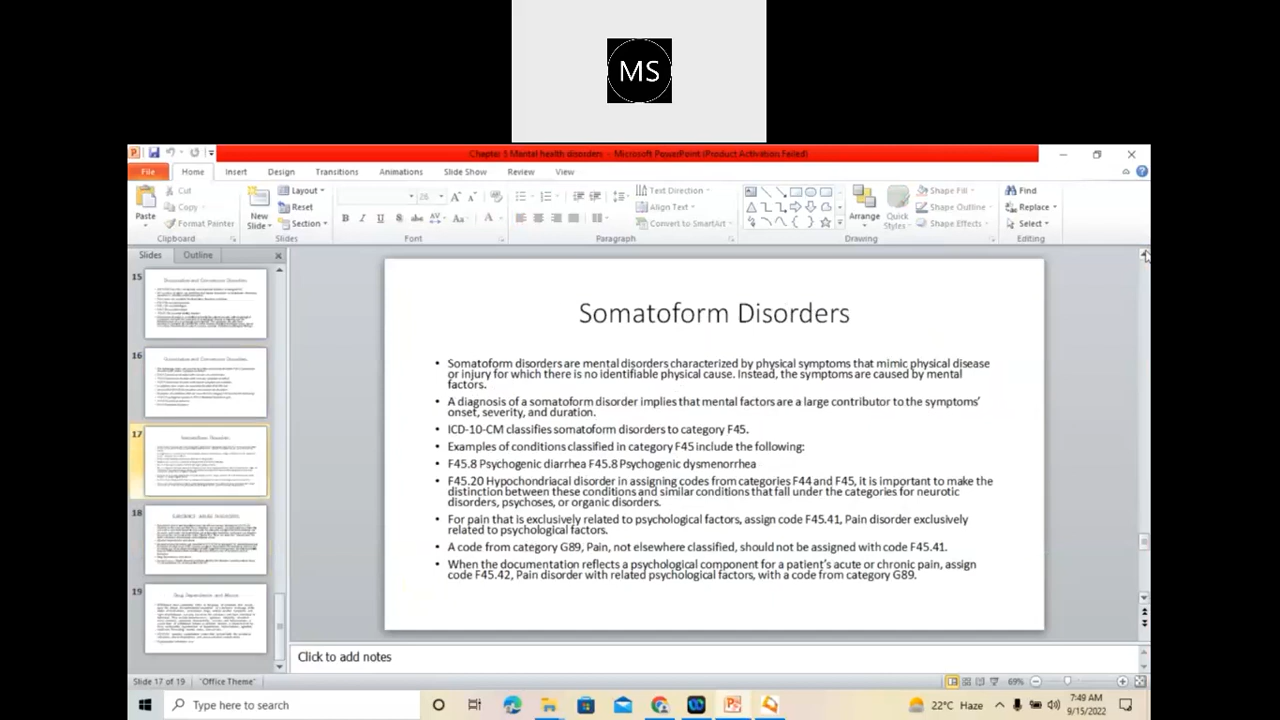 MS
Chapter 5 Mental health disorders - Microsoft PowerPoint (Product Activation Failed)
File Home Insert Design Transitions Animations Slide Show Review View
Paste
Cut
Copy
Format Painter
Clipboard
New
Slide
Layout
Reset
Section
Slides
26
B I U S abc AV Aa A
Font
Text Direction
Align Text
Convert to SmartArt
Paragraph
Arrange
Quick
Styles
Shape Fill
Shape Outline
Shape Effects
Drawing
Find
Replace
Select
Editing
Slides Outline
15
16
17
18
19
Somatoform Disorders
• Somatoform disorders are mental disorders characterized by physical symptoms that mimic physical disease
or injury for which there is no identifiable physical cause. Instead, the symptoms are caused by mental
factors.
• A diagnosis of a somatoform disorder implies that mental factors are a large contributor to the symptoms'
onset, severity, and duration.
• ICD-10-CM classifies somatoform disorders to category F45.
• Examples of conditions classified in category F45 include the following:
F45.8 Psychogenic diarrhea F45.8 Psychogenic dysmenorrhea
• F45.20 Hypochondriacal disorder in assigning codes from categories F44 and F45, it is important to make the
distinction between these conditions and similar conditions that fall under the categories for neurotic
disorders, psychoses, or organic disorders.
• For pain that is exclusively related to psychological factors, assign code F45.41, Pain disorder exclusively
related to psychological factors.
• A code from category G89, Pain, not elsewhere classified, should not be assigned with code F45.41.
• When the documentation reflects a psychological component for a patient's acute or chronic pain, assign
code F45.42, Pain disorder with related psychological factors, with a code from category G89.
Click to add notes
Slide 17 of 19 "Office Theme" 69%
Type here to search
22°C Haze
7:49 AM
9/15/2022